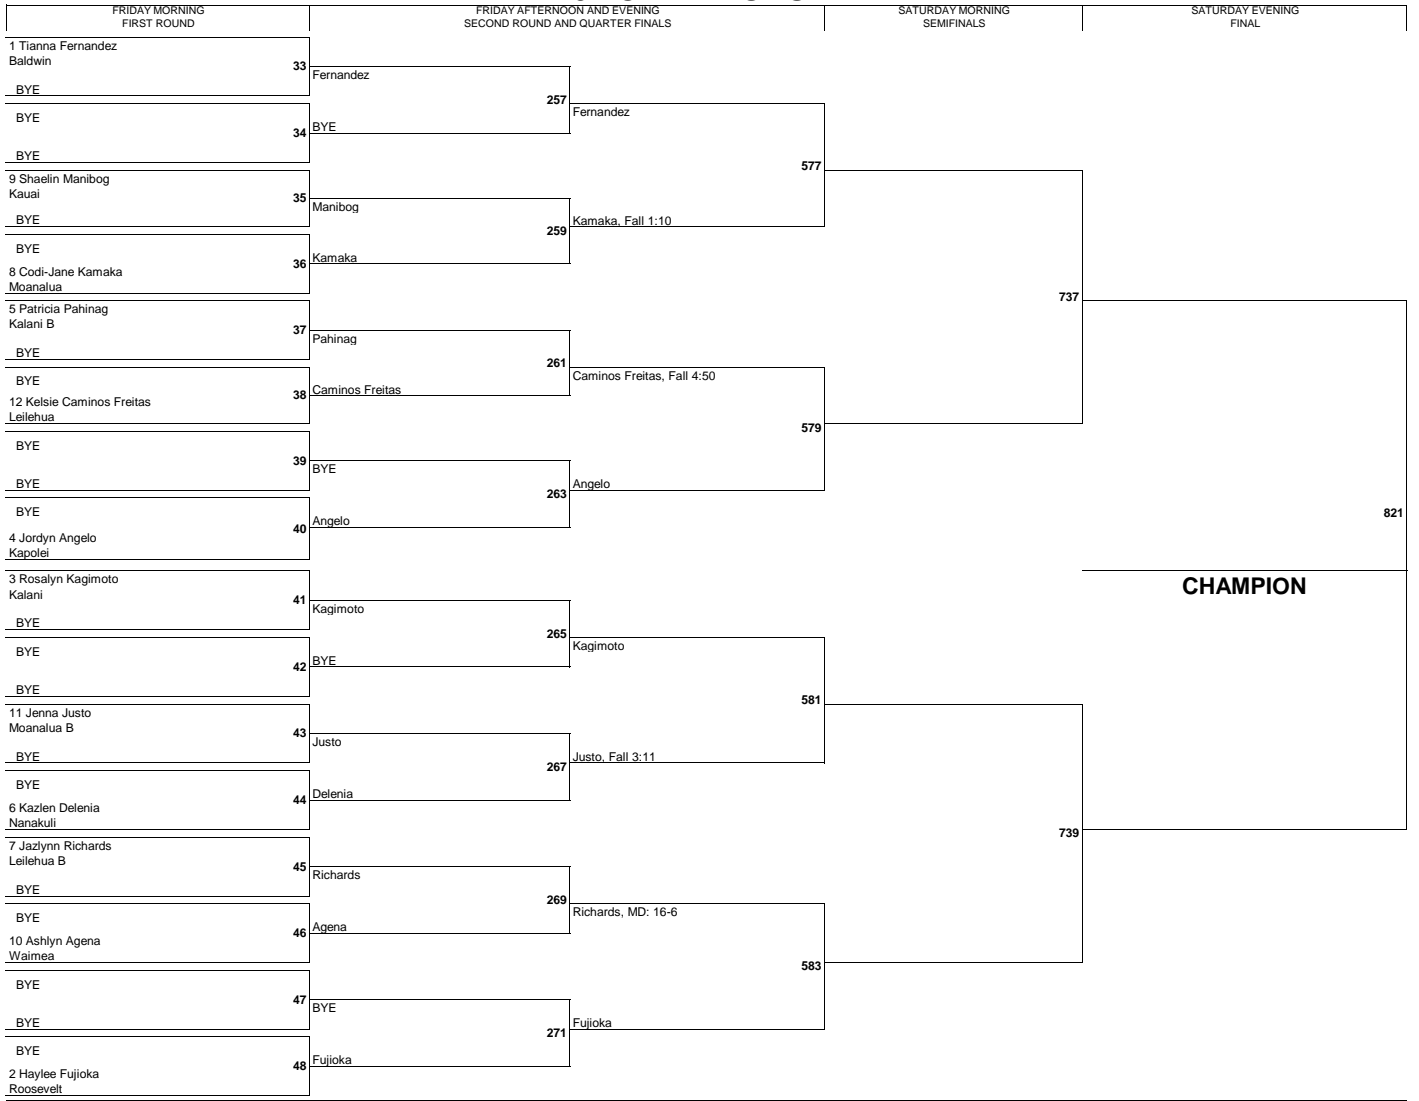 FRIDAY MORNING
FIRST ROUND
FRIDAY AFTERNOON AND EVENING
SECOND ROUND AND QUARTER FINALS
SATURDAY MORNING
SEMIFINALS
SATURDAY EVENING
FINAL
1 Tianna Fernandez
Baldwin
33
BYE
BYE
34
BYE
9 Shaelin Manibog
Kauai
35
BYE
BYE
36
8 Codi-Jane Kamaka
Moanalua
5 Patricia Pahinag
Kalani B
37
BYE
BYE
38
12 Kelsie Caminos Freitas
Leilehua
BYE
39
BYE
BYE
40
4 Jordyn Angelo
Kapolei
3 Rosalyn Kagimoto
Kalani
41
BYE
BYE
42
BYE
11 Jenna Justo
Moanalua B
43
BYE
BYE
44
6 Kazlen Delenia
Nanakuli
7 Jazlynn Richards
Leilehua B
45
BYE
BYE
46
10 Ashlyn Agena
Waimea
BYE
47
BYE
BYE
48
2 Haylee Fujioka
Roosevelt
Fernandez
257
BYE
Manibog
259
Kamaka
Pahinag
261
Caminos Freitas
BYE
263
Angelo
Kagimoto
265
BYE
Justo
267
Delenia
Richards
269
Agena
BYE
271
Fujioka
Fernandez
577
Kamaka, Fall 1:10
Caminos Freitas, Fall 4:50
579
Angelo
Kagimoto
581
Justo, Fall 3:11
Richards, MD: 16-6
583
Fujioka
737
739
821
CHAMPION